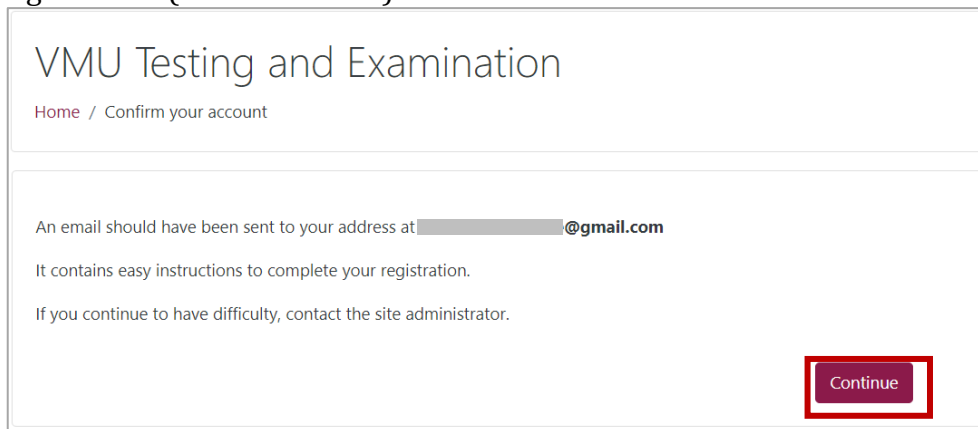 VMU Testing and Examination
Home / Confirm your account
An email should have been sent to your address at @gmail.com
It contains easy instructions to complete your registration.
If you continue to have difficulty, contact the site administrator.
Continue